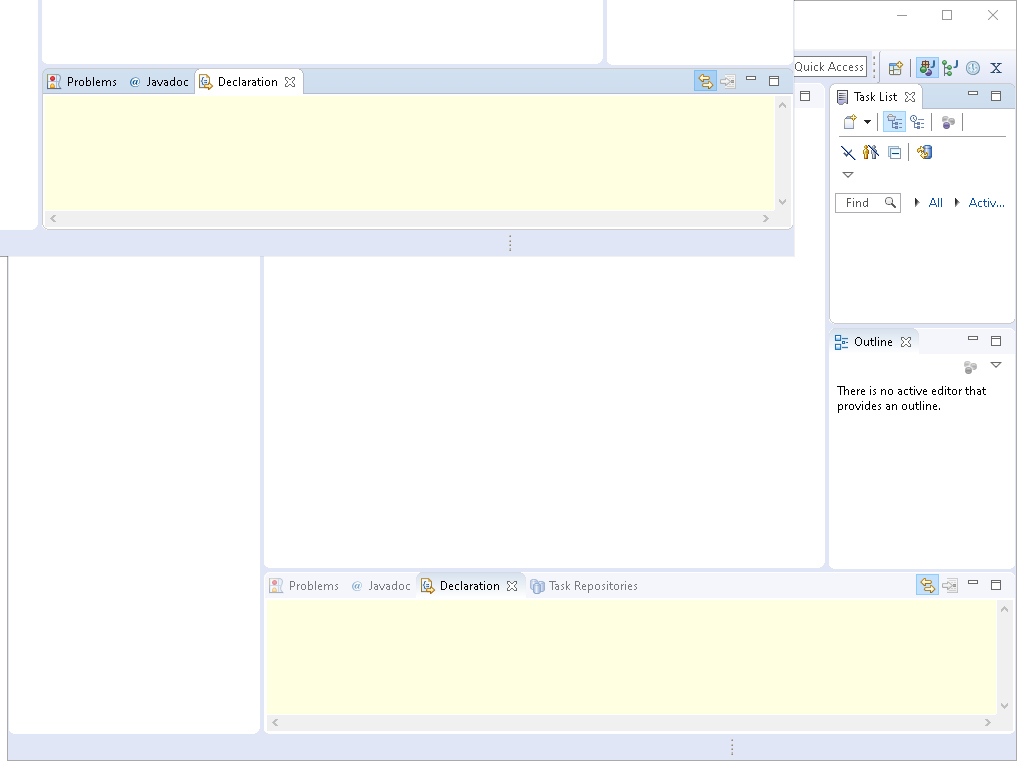 Problems
@ Javadoc
Declaration
Quick Access
X
Task List
Find
All
Activ...
Outline
There is no active editor that
provides an outline.
Problems
@ Javadoc
Declaration
Task Repositories